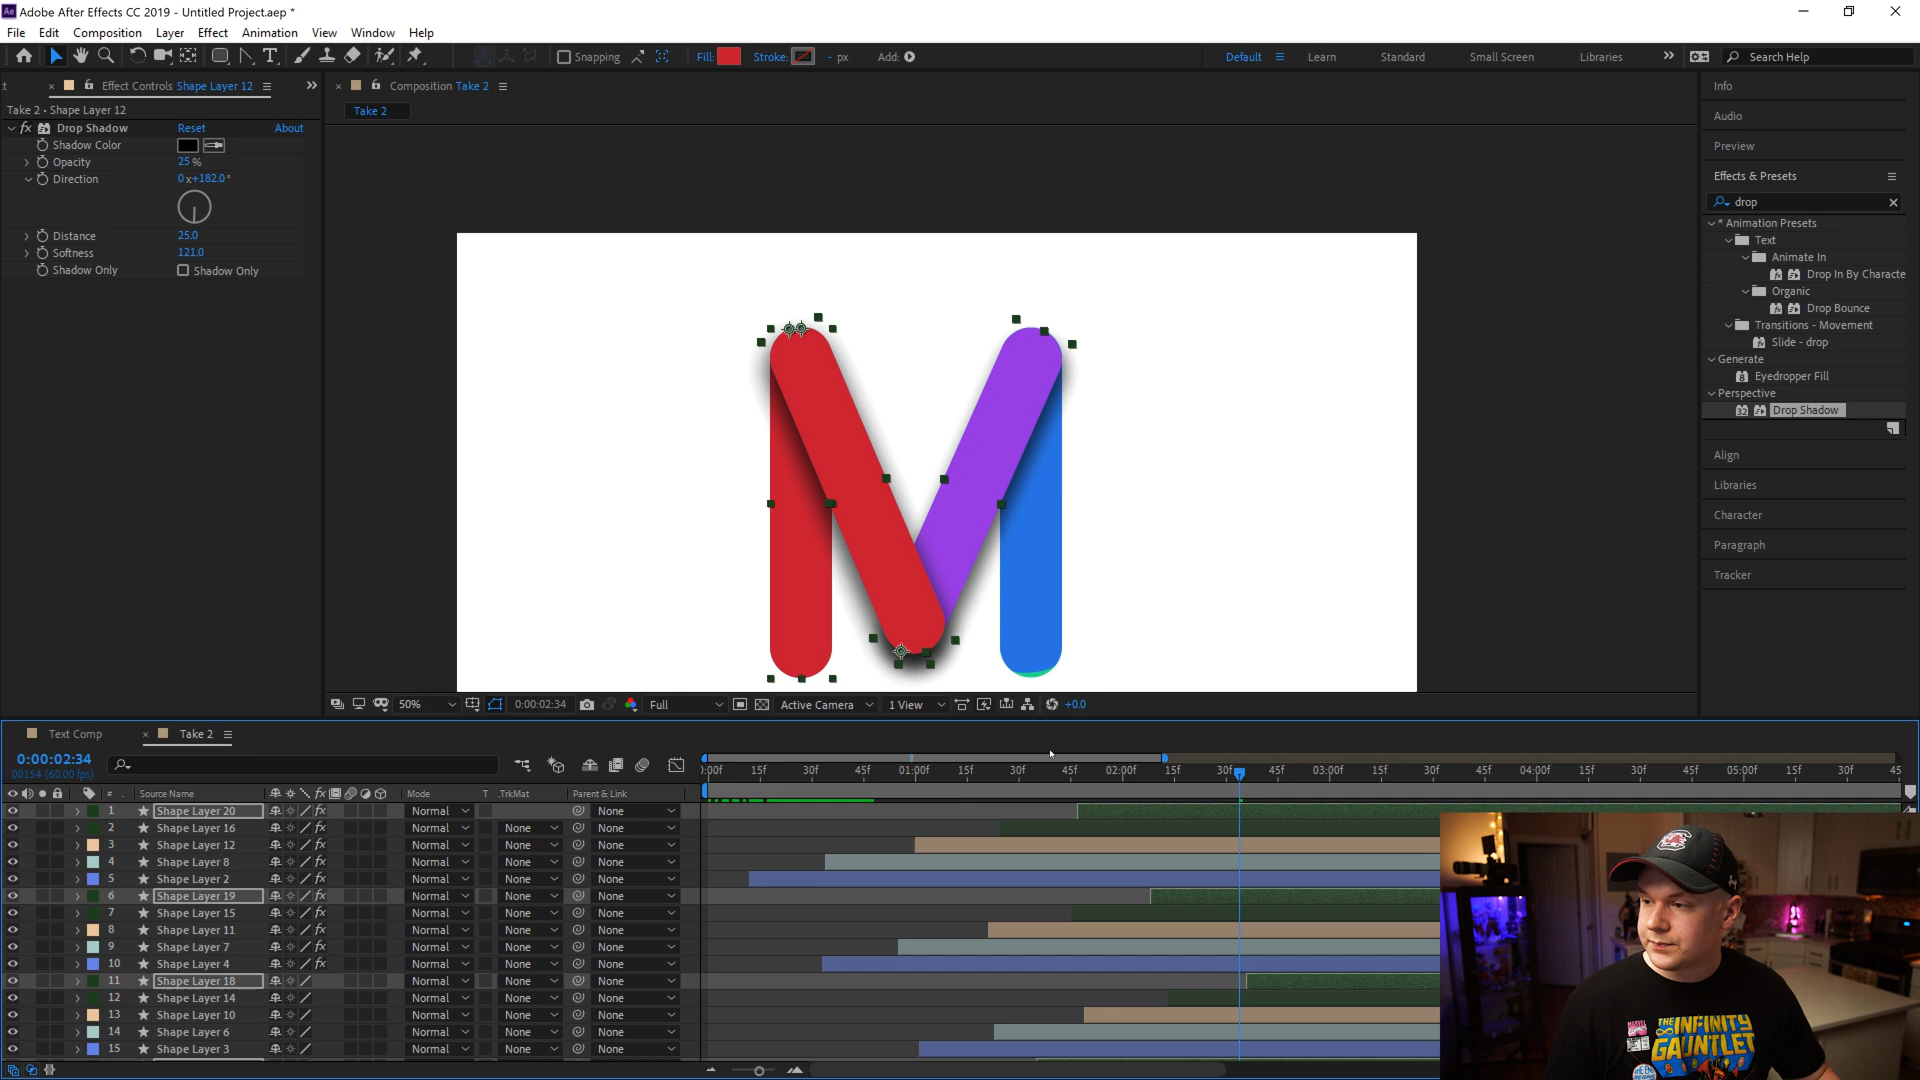 Adobe After Effects CC 2019 - Untitled Project.aep *
File Edit Composition Layer Effect Animation View Window Help
Snapping Fill: Stroke: - px Add: Default Learn Standard Small Screen Libraries Search Help
Effect Controls Shape Layer 12
Take 2 - Shape Layer 12
fx Drop Shadow Reset About
Shadow Color
Opacity 25 %
Direction 0x+182.0°
Distance 25.0
Softness 121.0
Shadow Only Shadow Only
Composition Take 2
Take 2
M
50% 0:00:02:34 Full Active Camera 1 View +0.0
Info
Audio
Preview
Effects & Presets
drop
* Animation Presets
Text
Animate In
Drop In By Characte
Organic
Drop Bounce
Transitions - Movement
Slide - drop
Generate
Eyedropper Fill
Perspective
Drop Shadow
Align
Libraries
Character
Paragraph
Tracker
Text Comp Take 2
0:00:02:34
00154 (60.00 fps)
):00f 15f 30f 45f 01:00f 15f 30f 45f 02:00f 15f 30f 45f 03:00f 15f 30f 45f 04:00f 15f 30f 45f 05:00f 15f 30f 45
# Source Name fx Mode T .TrkMat Parent & Link
1 Shape Layer 20 fx Normal None
2 Shape Layer 16 fx Normal None None
3 Shape Layer 12 fx Normal None None
4 Shape Layer 8 fx Normal None None
5 Shape Layer 2 fx Normal None None
6 Shape Layer 19 fx Normal None None
7 Shape Layer 15 fx Normal None None
8 Shape Layer 11 fx Normal None None
9 Shape Layer 7 fx Normal None None
10 Shape Layer 4 fx Normal None None
11 Shape Layer 18 Normal None None
12 Shape Layer 14 Normal None None
13 Shape Layer 10 Normal None None
14 Shape Layer 6 Normal None None
15 Shape Layer 3 Normal None None
MARVEL
THE INFINITY
GAUNTLET